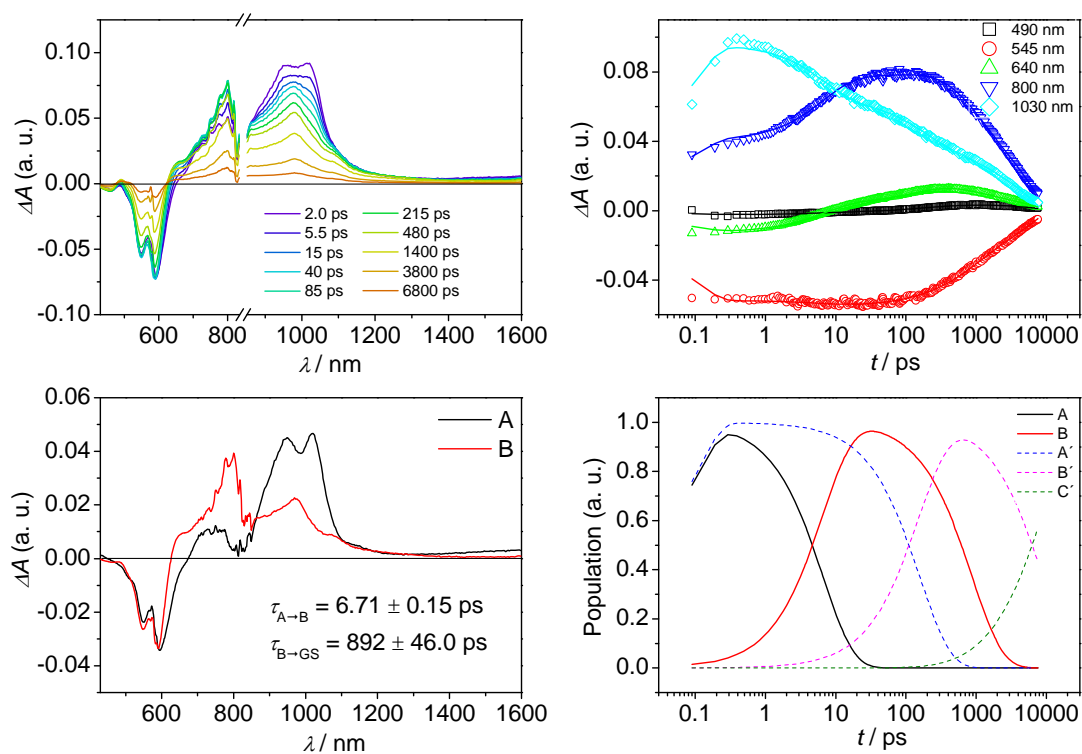 0.10
0.05
0.00
-0.05
-0.10
ΔA (a. u.)
600 800 1000 1200 1400 1600
λ / nm
2.0 ps 215 ps
5.5 ps 480 ps
15 ps 1400 ps
40 ps 3800 ps
85 ps 6800 ps
0.08
0.04
0.00
-0.04
ΔA (a. u.)
0.1 1 10 100 1000 10000
t / ps
490 nm
545 nm
640 nm
800 nm
1030 nm
0.06
0.04
0.02
0.00
-0.02
-0.04
ΔA (a. u.)
600 800 1000 1200 1400 1600
λ / nm
A
B
τA→B = 6.71 ± 0.15 ps
τB→GS = 892 ± 46.0 ps
1.0
0.8
0.6
0.4
0.2
0.0
Population (a. u.)
0.1 1 10 100 1000 10000
t / ps
A
B
A´
B´
C´